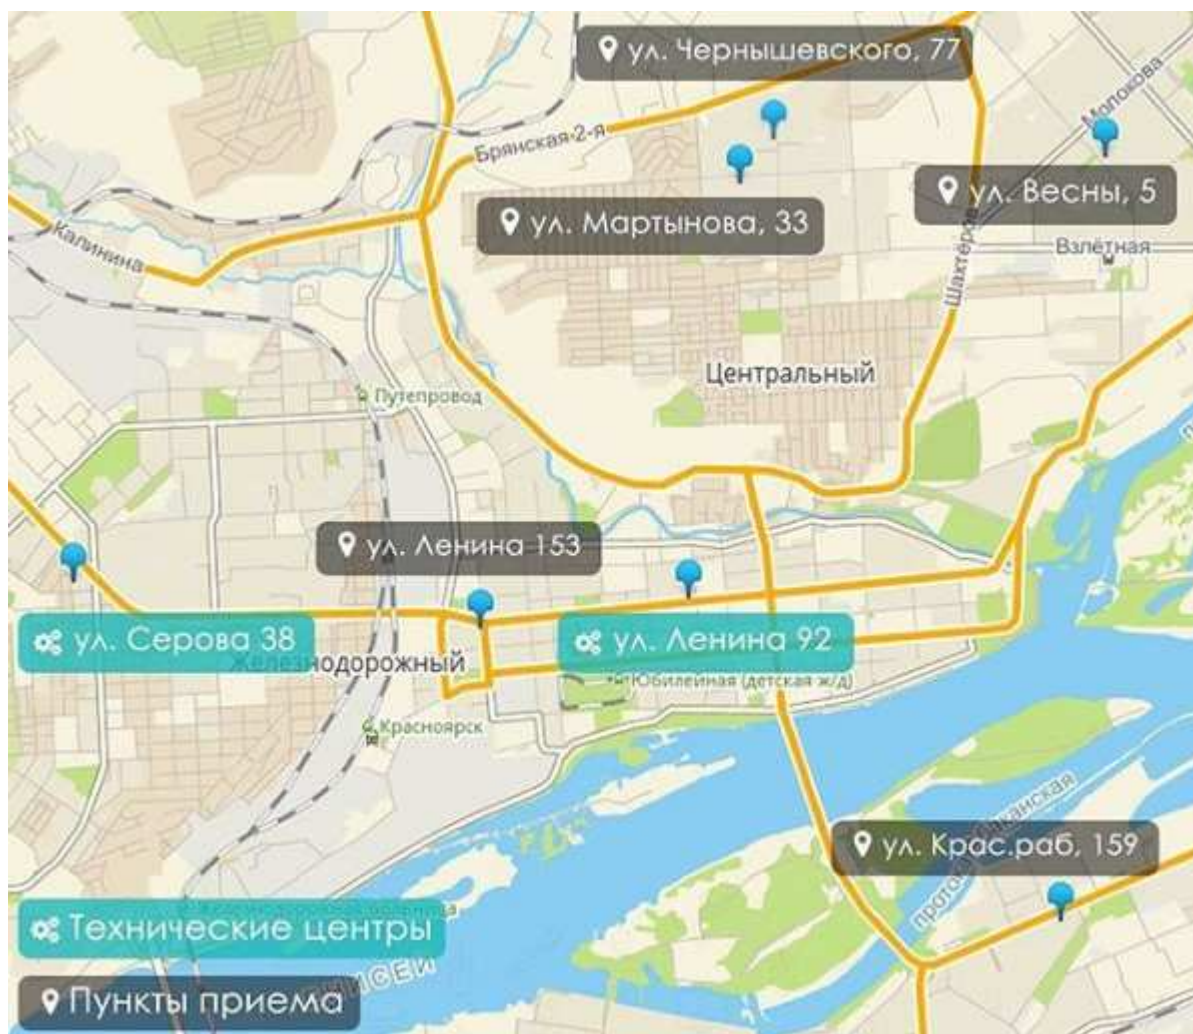 ул. Чернышевского, 77
Молокова
Брянская 2-я
ул. Весны, 5
ул. Мартынова, 33
Калинина
Взлётная
Шахтёров
Центральный
Путепровод
ул. Ленина 153
ул. Серова 38
ул. Ленина 92
Железнодорожный
Юбилейная (детская ж/д)
Красноярск
ул. Крас.раб, 159
Технические центры
Пункты приема